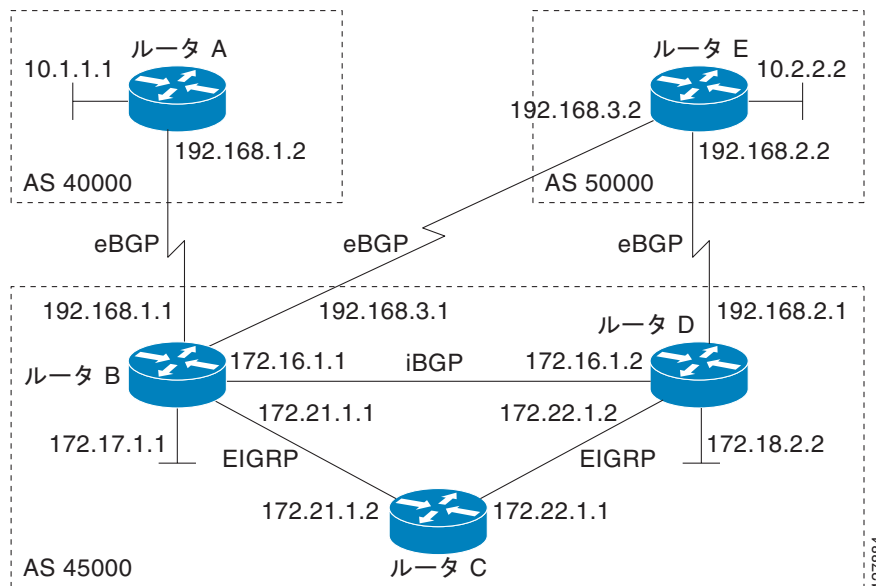 ルータ A
ルータ E
10.1.1.1
10.2.2.2
192.168.3.2
192.168.1.2
192.168.2.2
AS 40000
AS 50000
eBGP
eBGP
eBGP
192.168.1.1
192.168.3.1
192.168.2.1
ルータ D
ルータ B
172.16.1.1
iBGP
172.16.1.2
172.21.1.1
172.22.1.2
172.17.1.1
172.18.2.2
EIGRP
EIGRP
172.21.1.2
172.22.1.1
AS 45000
ルータ C